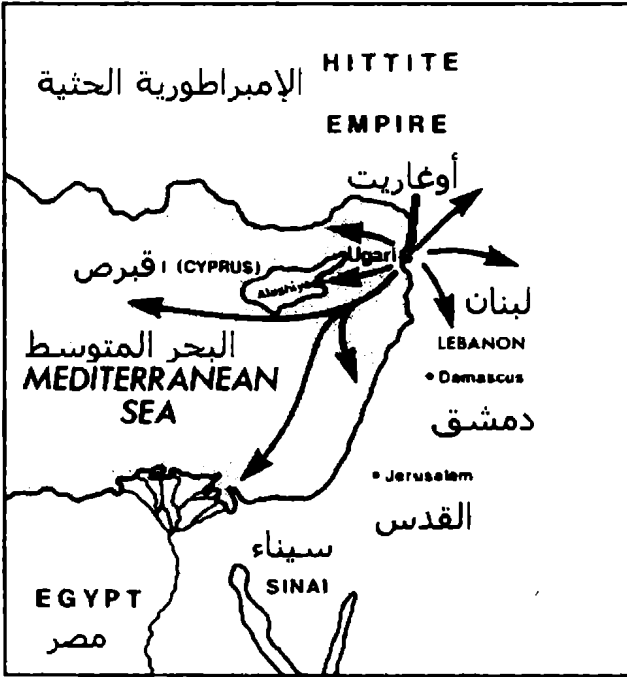 HITTITE
الإمبراطورية الحثية
EMPIRE
أوغاريت
Ugari
قبرص ا (CYPRUS)
Alashiya
لبنان
LEBANON
البحر المتوسط
MEDITERRANEAN
SEA
Damascus
دمشق
Jerusalem
القدس
سيناء
SINAI
EGYPT
مصر